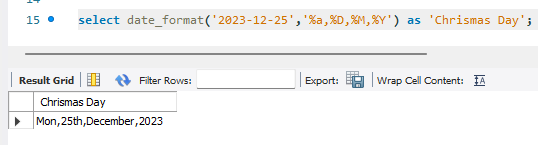 15 select date_format('2023-12-25','%a,%D,%M,%Y') as 'Chrismas Day';
Result Grid Filter Rows: Export: Wrap Cell Content: IA
Chrismas Day
Mon,25th,December,2023